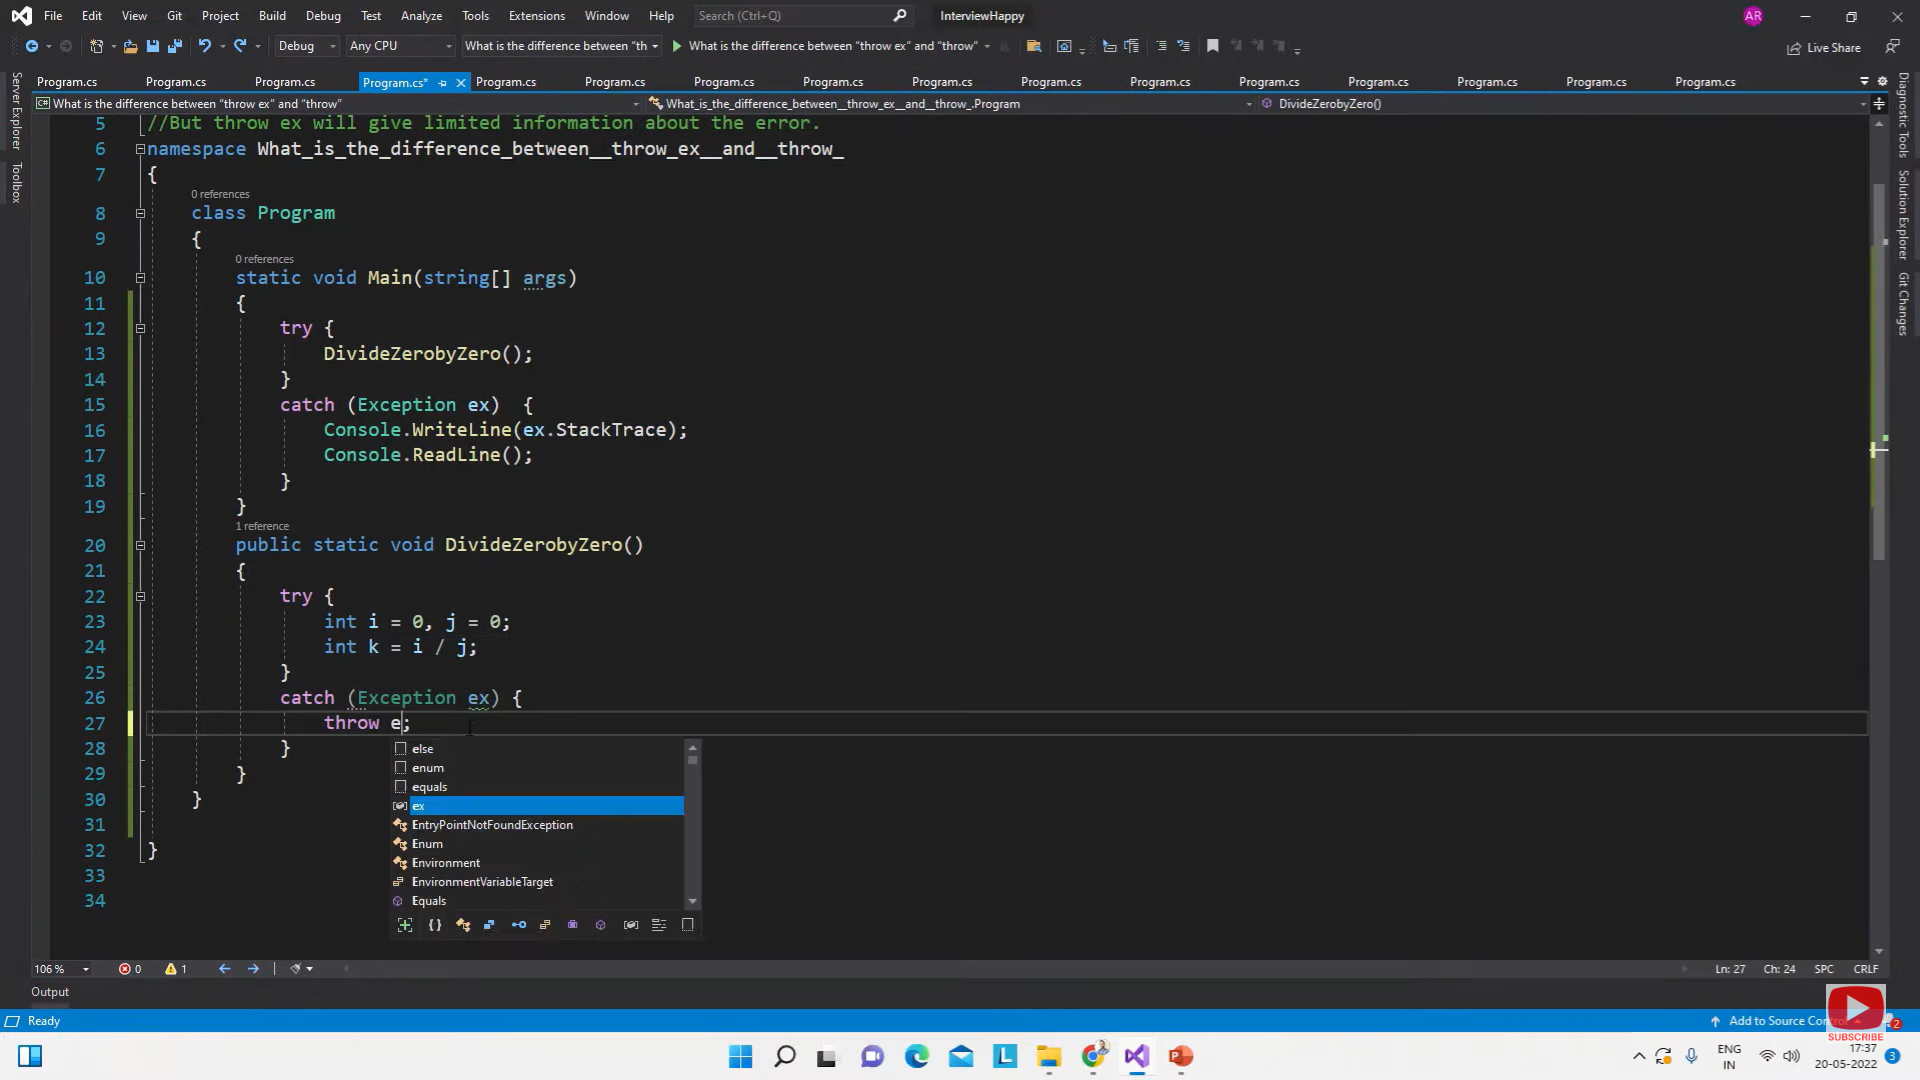 File Edit View Git Project Build Debug Test Analyze Tools Extensions Window Help Search (Ctrl+Q) InterviewHappy AR
Debug Any CPU What is the difference between "th What is the difference between "throw ex" and "throw" Live Share
Program.cs Program.cs Program.cs Program.cs* Program.cs Program.cs Program.cs Program.cs Program.cs Program.cs Program.cs Program.cs Program.cs Program.cs Program.cs Program.cs
C# What is the difference between "throw ex" and "throw" What_is_the_difference_between__throw_ex__and__throw_.Program DivideZerobyZero()
Server Explorer
Toolbox
Diagnostic Tools
Solution Explorer
Git Changes
5 //But throw ex will give limited information about the error.
6 namespace What_is_the_difference_between__throw_ex__and__throw_
7 {
0 references
8 class Program
9 {
0 references
10 static void Main(string[] args)
11 {
12 try {
13 DivideZerobyZero();
14 }
15 catch (Exception ex)  {
16 Console.WriteLine(ex.StackTrace);
17 Console.ReadLine();
18 }
19 }
1 reference
20 public static void DivideZerobyZero()
21 {
22 try {
23 int i = 0, j = 0;
24 int k = i / j;
25 }
26 catch (Exception ex) {
27 throw e;
28 }
29 }
30 }
31
32 }
33
34
else
enum
equals
ex
EntryPointNotFoundException
Enum
Environment
EnvironmentVariableTarget
Equals
106 % 0 1 Ln: 27 Ch: 24 SPC CRLF
Output
Ready Add to Source Contr 2
SUBSCRIBE
L ENG IN 17:37 20-05-2022 3